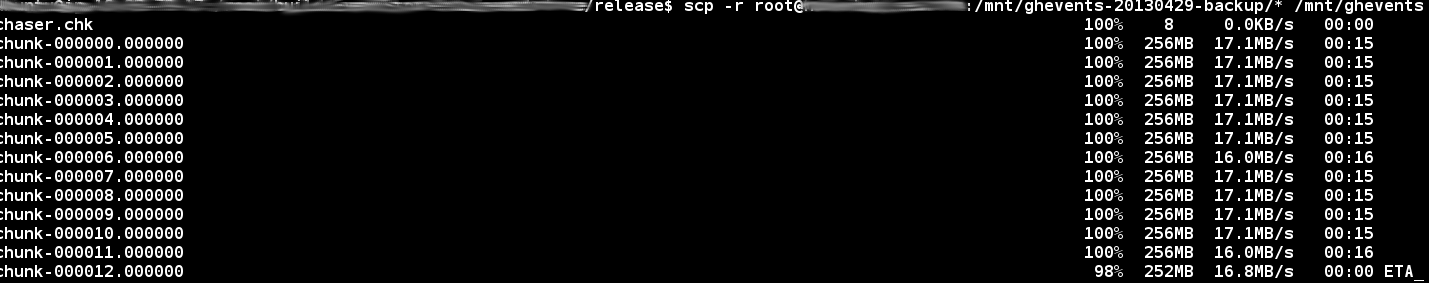 /release$ scp -r root@ :/mnt/ghevents-20130429-backup/* /mnt/ghevents
chaser.chk 100% 8 0.0KB/s 00:00
chunk-000000.000000 100% 256MB 17.1MB/s 00:15
chunk-000001.000000 100% 256MB 17.1MB/s 00:15
chunk-000002.000000 100% 256MB 17.1MB/s 00:15
chunk-000003.000000 100% 256MB 17.1MB/s 00:15
chunk-000004.000000 100% 256MB 17.1MB/s 00:15
chunk-000005.000000 100% 256MB 17.1MB/s 00:15
chunk-000006.000000 100% 256MB 16.0MB/s 00:16
chunk-000007.000000 100% 256MB 17.1MB/s 00:15
chunk-000008.000000 100% 256MB 17.1MB/s 00:15
chunk-000009.000000 100% 256MB 17.1MB/s 00:15
chunk-000010.000000 100% 256MB 17.1MB/s 00:15
chunk-000011.000000 100% 256MB 16.0MB/s 00:16
chunk-000012.000000 98% 252MB 16.8MB/s 00:00 ETA_